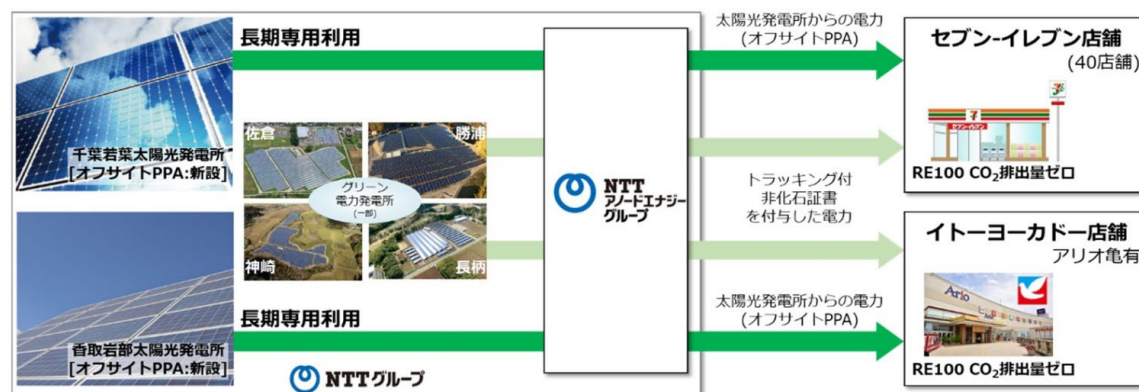 長期専用利用
千葉若葉太陽光発電所
[オフサイトPPA:新設]
佐倉
勝浦
グリーン
電力発電所
(一部)
神崎
長柄
香取岩部太陽光発電所
[オフサイトPPA:新設]
長期専用利用
NTTグループ
NTT
アノードエナジー
グループ
太陽光発電所からの電力
(オフサイトPPA)
トラッキング付
非化石証書
を付与した電力
太陽光発電所からの電力
(オフサイトPPA)
セブン-イレブン店舗
(40店舗)
セブン-イレブン
RE100 CO₂排出量ゼロ
イトーヨーカドー店舗
アリオ亀有
Ario
RE100 CO₂排出量ゼロ